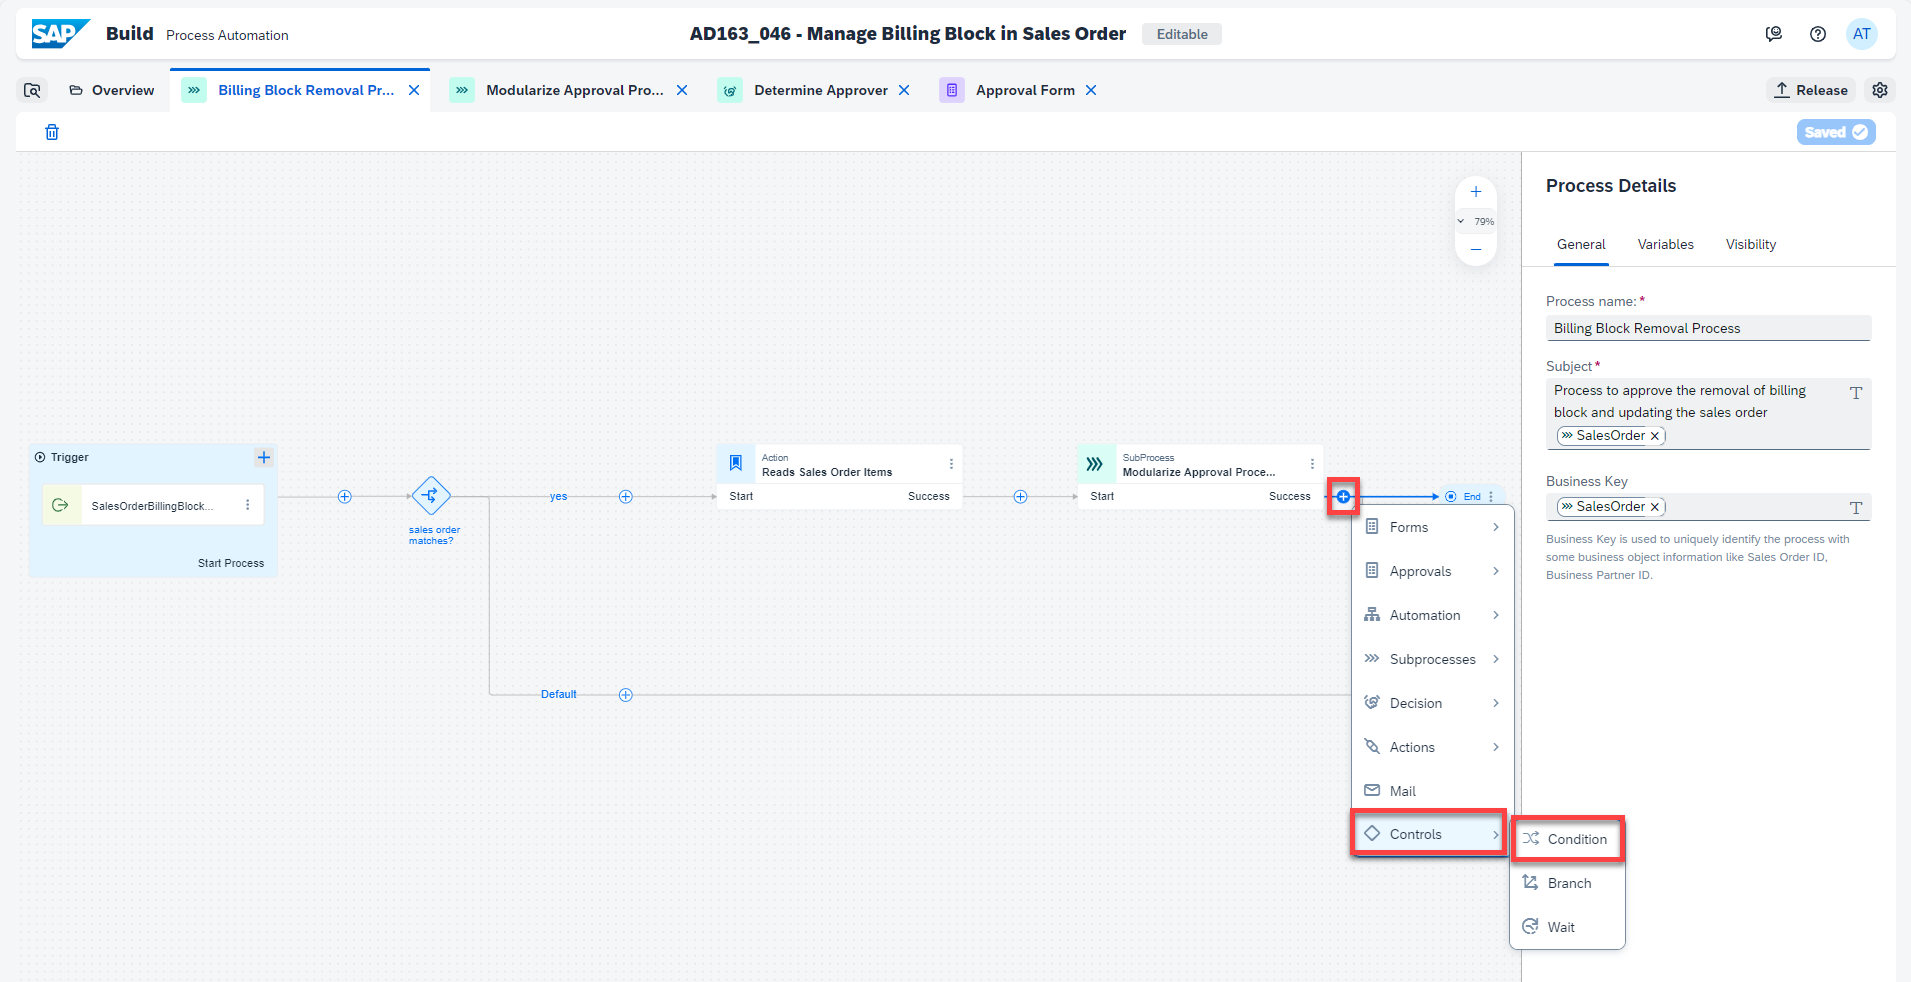 SAP Build Process Automation
AD163_046 - Manage Billing Block in Sales Order
Editable
AT
Overview
Billing Block Removal Pr...
Modularize Approval Pro...
Determine Approver
Approval Form
Release
Saved
79%
Trigger
SalesOrderBillingBlock...
Start Process
sales order
matches?
yes
Default
Action
Reads Sales Order Items
Start
Success
SubProcess
Modularize Approval Proce...
Start
Success
End
Forms
Approvals
Automation
Subprocesses
Decision
Actions
Mail
Controls
Condition
Branch
Wait
Process Details
General
Variables
Visibility
Process name:*
Billing Block Removal Process
Subject*
Process to approve the removal of billing
block and updating the sales order
SalesOrder
Business Key
SalesOrder
Business Key is used to uniquely identify the process with
some business object information like Sales Order ID,
Business Partner ID.